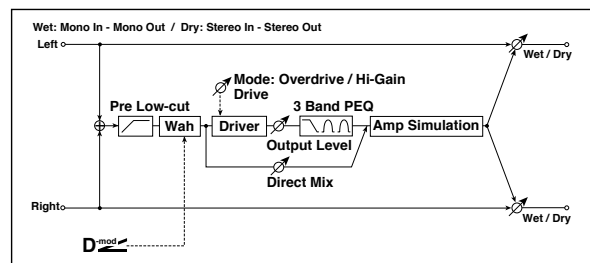 Wet: Mono In - Mono Out / Dry: Stereo In - Stereo Out
Left
Wet / Dry
Mode: Overdrive / Hi-Gain
Drive
Pre Low-cut
3 Band PEQ
Wah
Driver
Amp Simulation
Output Level
Direct Mix
Right
Wet / Dry
D-mod